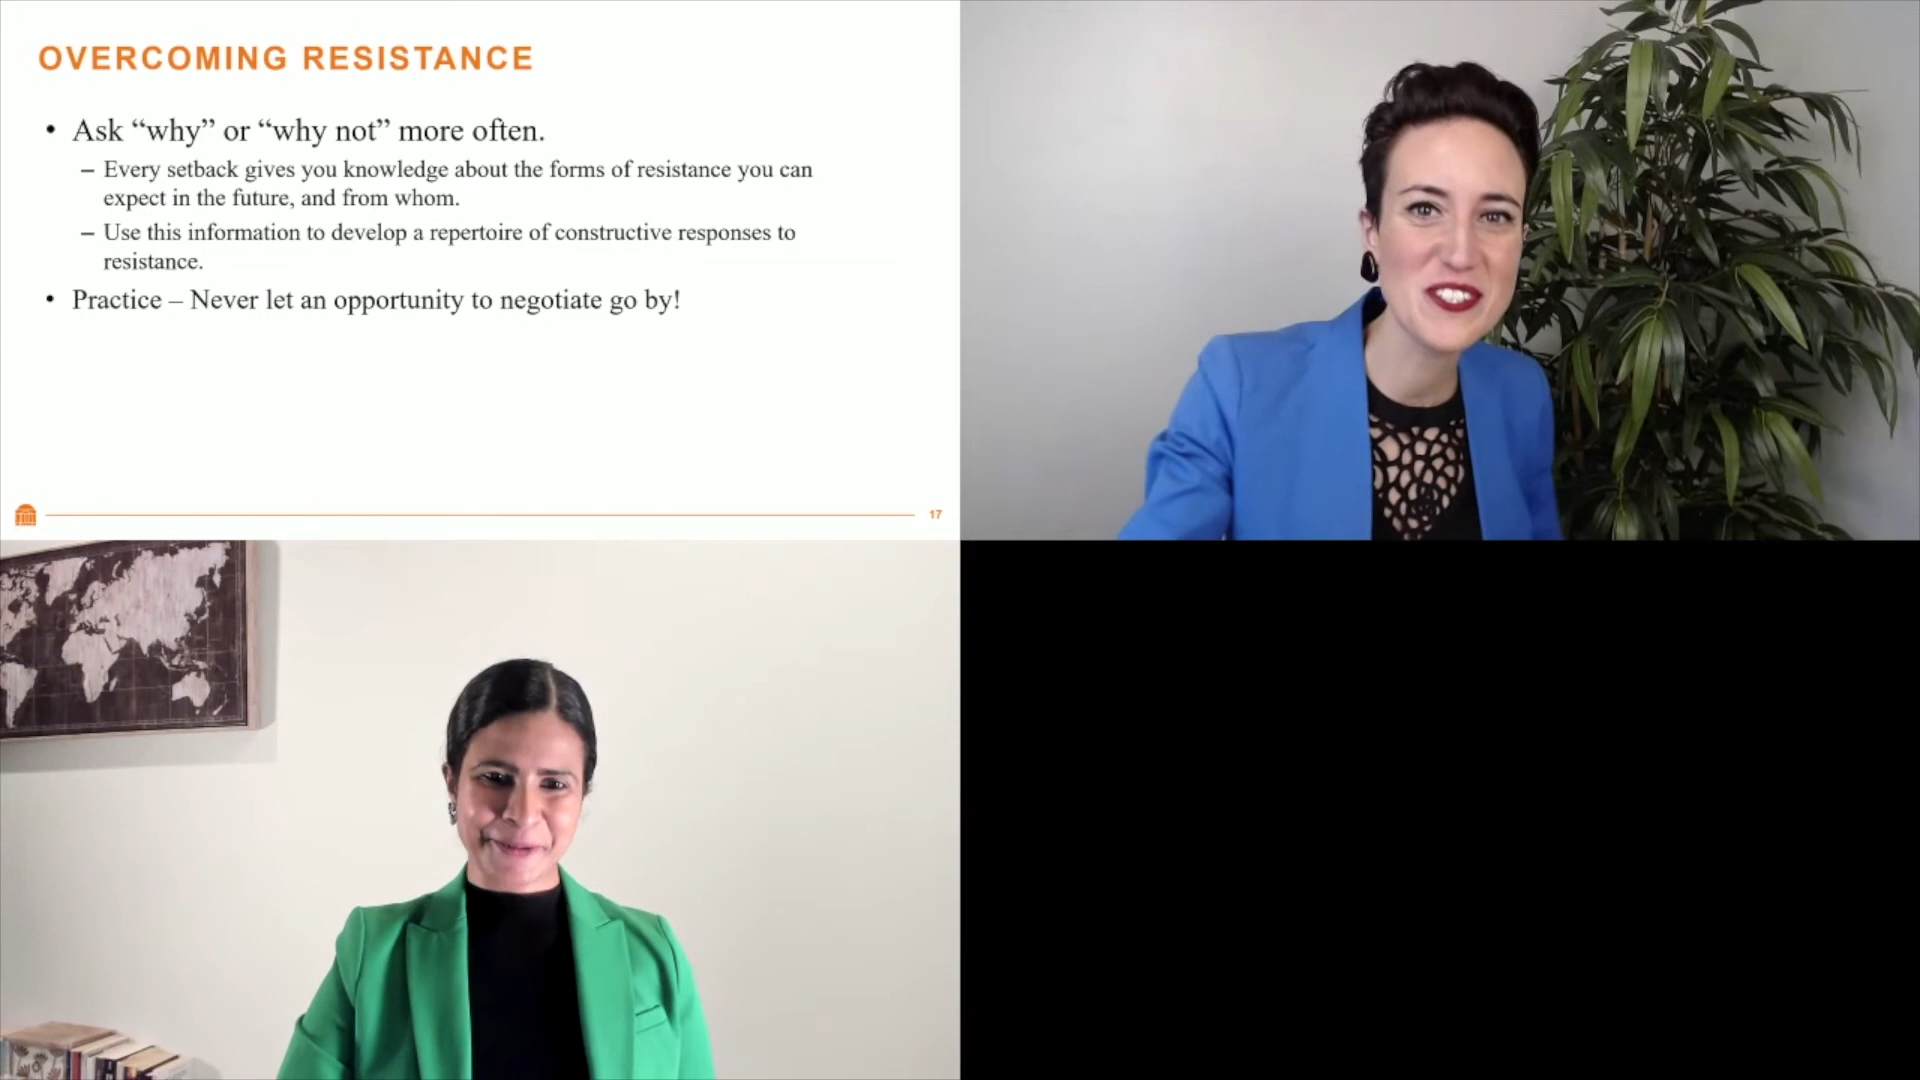 OVERCOMING RESISTANCE
• Ask “why” or “why not” more often.
– Every setback gives you knowledge about the forms of resistance you can
expect in the future, and from whom.
– Use this information to develop a repertoire of constructive responses to
resistance.
• Practice – Never let an opportunity to negotiate go by!
17